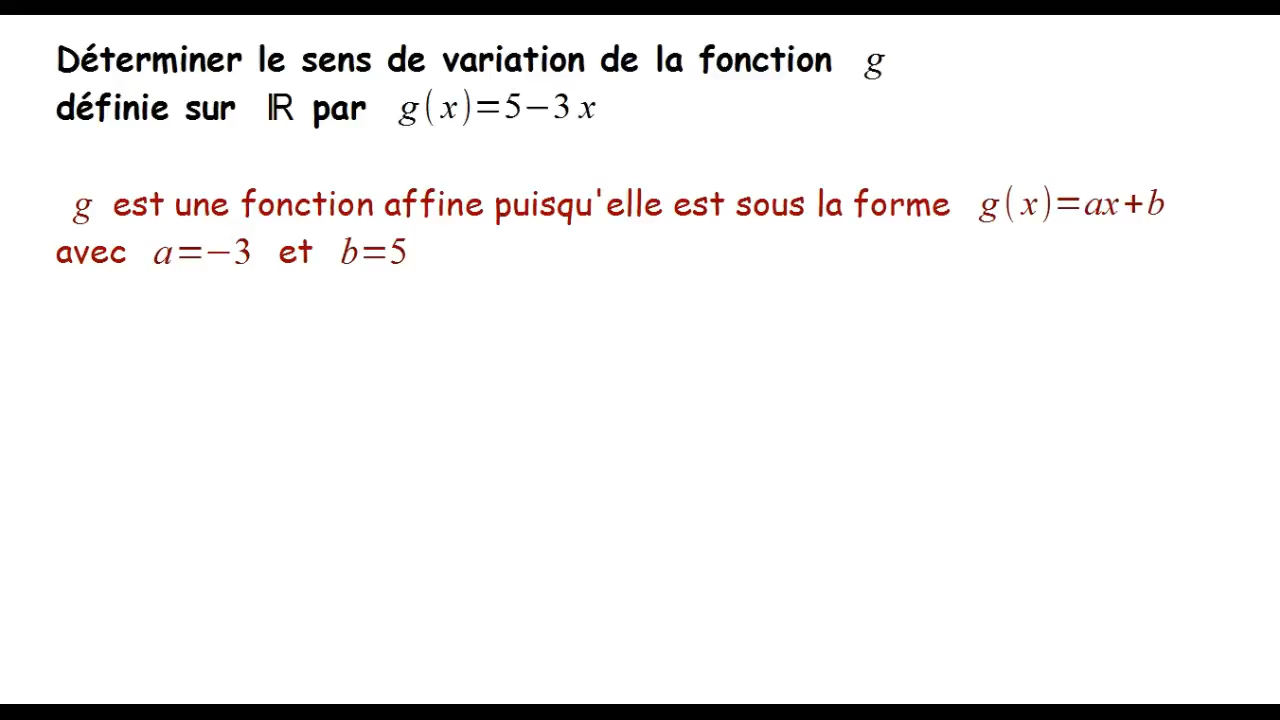 Déterminer le sens de variation de la fonction g
définie sur ℝ par g(x)=5−3x
g est une fonction affine puisqu'elle est sous la forme g(x)=ax+b
avec a=−3 et b=5